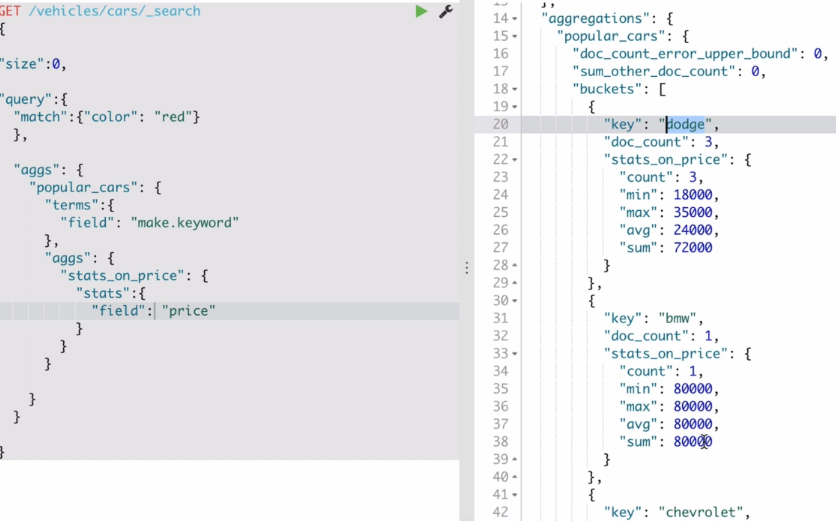 GET /vehicles/cars/_search
{
"size":0,
"query":{
"match":{"color": "red"}
},
"aggs": {
"popular_cars": {
"terms":{
"field": "make.keyword"
},
"aggs": {
"stats_on_price": {
"stats":{
"field": "price"
}
}
}
}
}
}
14 "aggregations": {
15 "popular_cars": {
16 "doc_count_error_upper_bound": 0,
17 "sum_other_doc_count": 0,
18 "buckets": [
19 {
20 "key": "dodge",
21 "doc_count": 3,
22 "stats_on_price": {
23 "count": 3,
24 "min": 18000,
25 "max": 35000,
26 "avg": 24000,
27 "sum": 72000
28 }
29 },
30 {
31 "key": "bmw",
32 "doc_count": 1,
33 "stats_on_price": {
34 "count": 1,
35 "min": 80000,
36 "max": 80000,
37 "avg": 80000,
38 "sum": 80000
39 }
40 },
41 {
42 "key": "chevrolet",